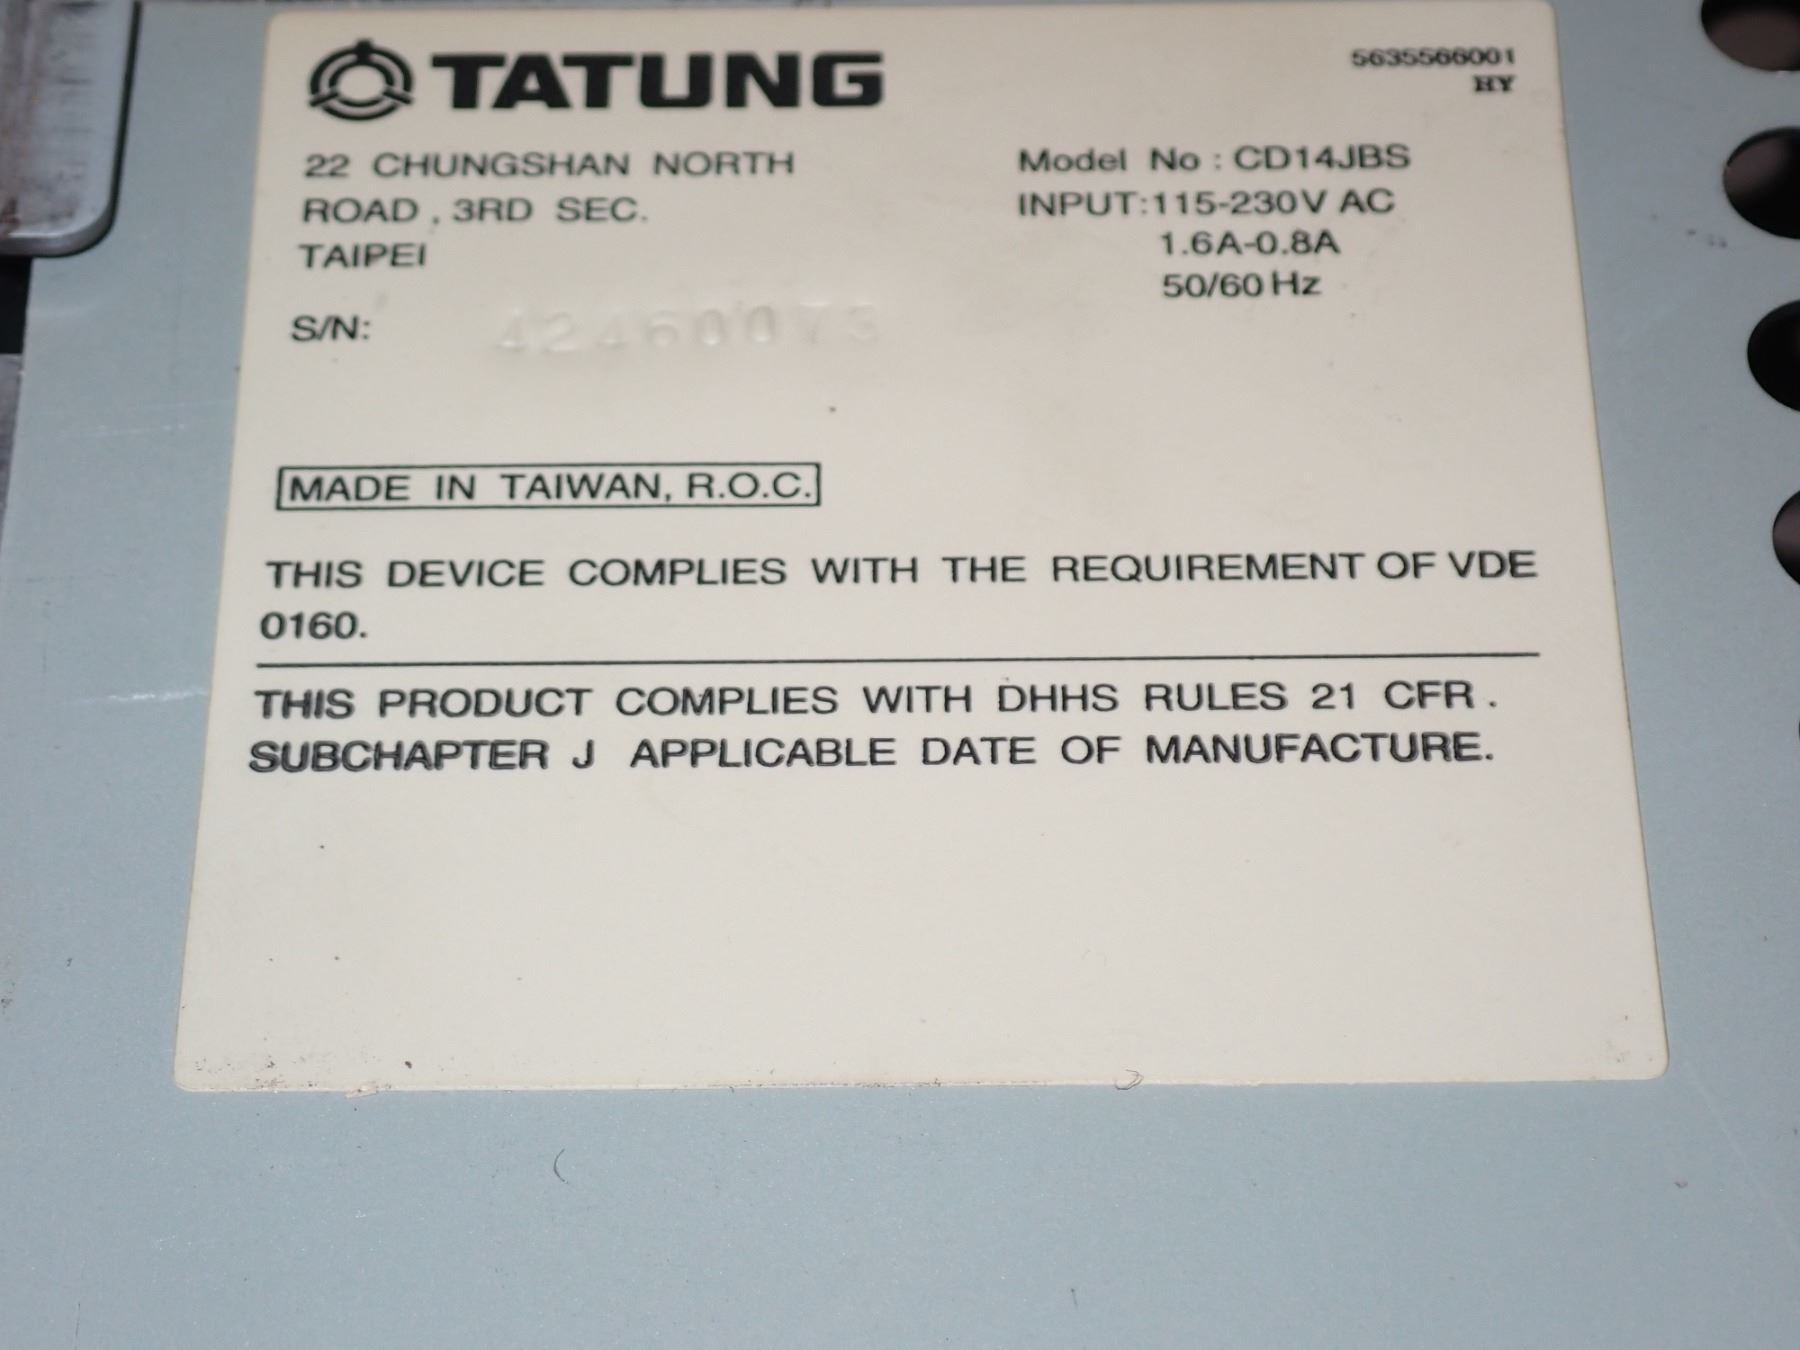 TATUNG
5635566001
HY
22 CHUNGSHAN NORTH
ROAD, 3RD SEC.
TAIPEI
S/N: 42460073
Model No : CD14JBS
INPUT:115-230V AC
1.6A-0.8A
50/60 Hz
MADE IN TAIWAN, R.O.C.
THIS DEVICE COMPLIES WITH THE REQUIREMENT OF VDE
0160.
THIS PRODUCT COMPLIES WITH DHHS RULES 21 CFR.
SUBCHAPTER J APPLICABLE DATE OF MANUFACTURE.